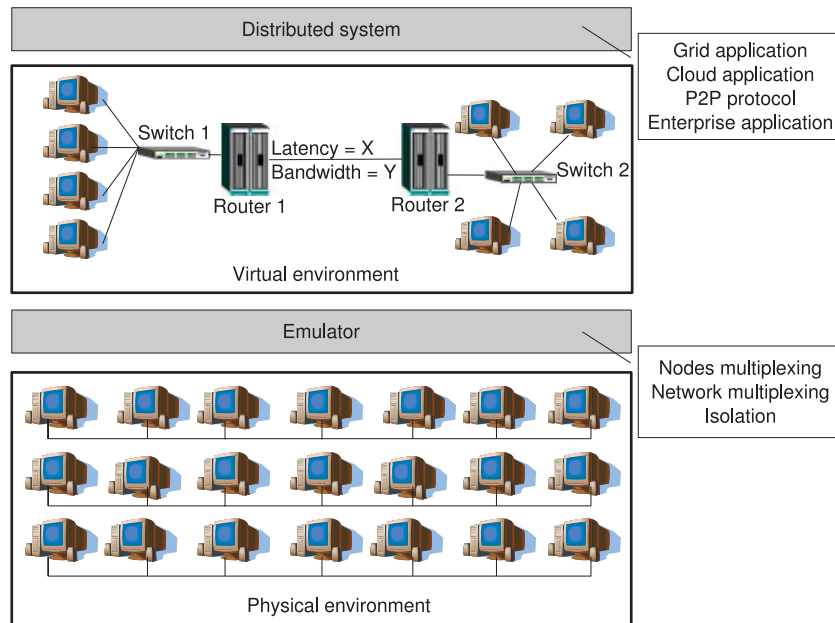 Distributed system
Grid application
Cloud application
P2P protocol
Enterprise application
Switch 1
Latency = X
Bandwidth = Y
Router 1
Router 2
Switch 2
Virtual environment
Emulator
Nodes multiplexing
Network multiplexing
Isolation
Physical environment